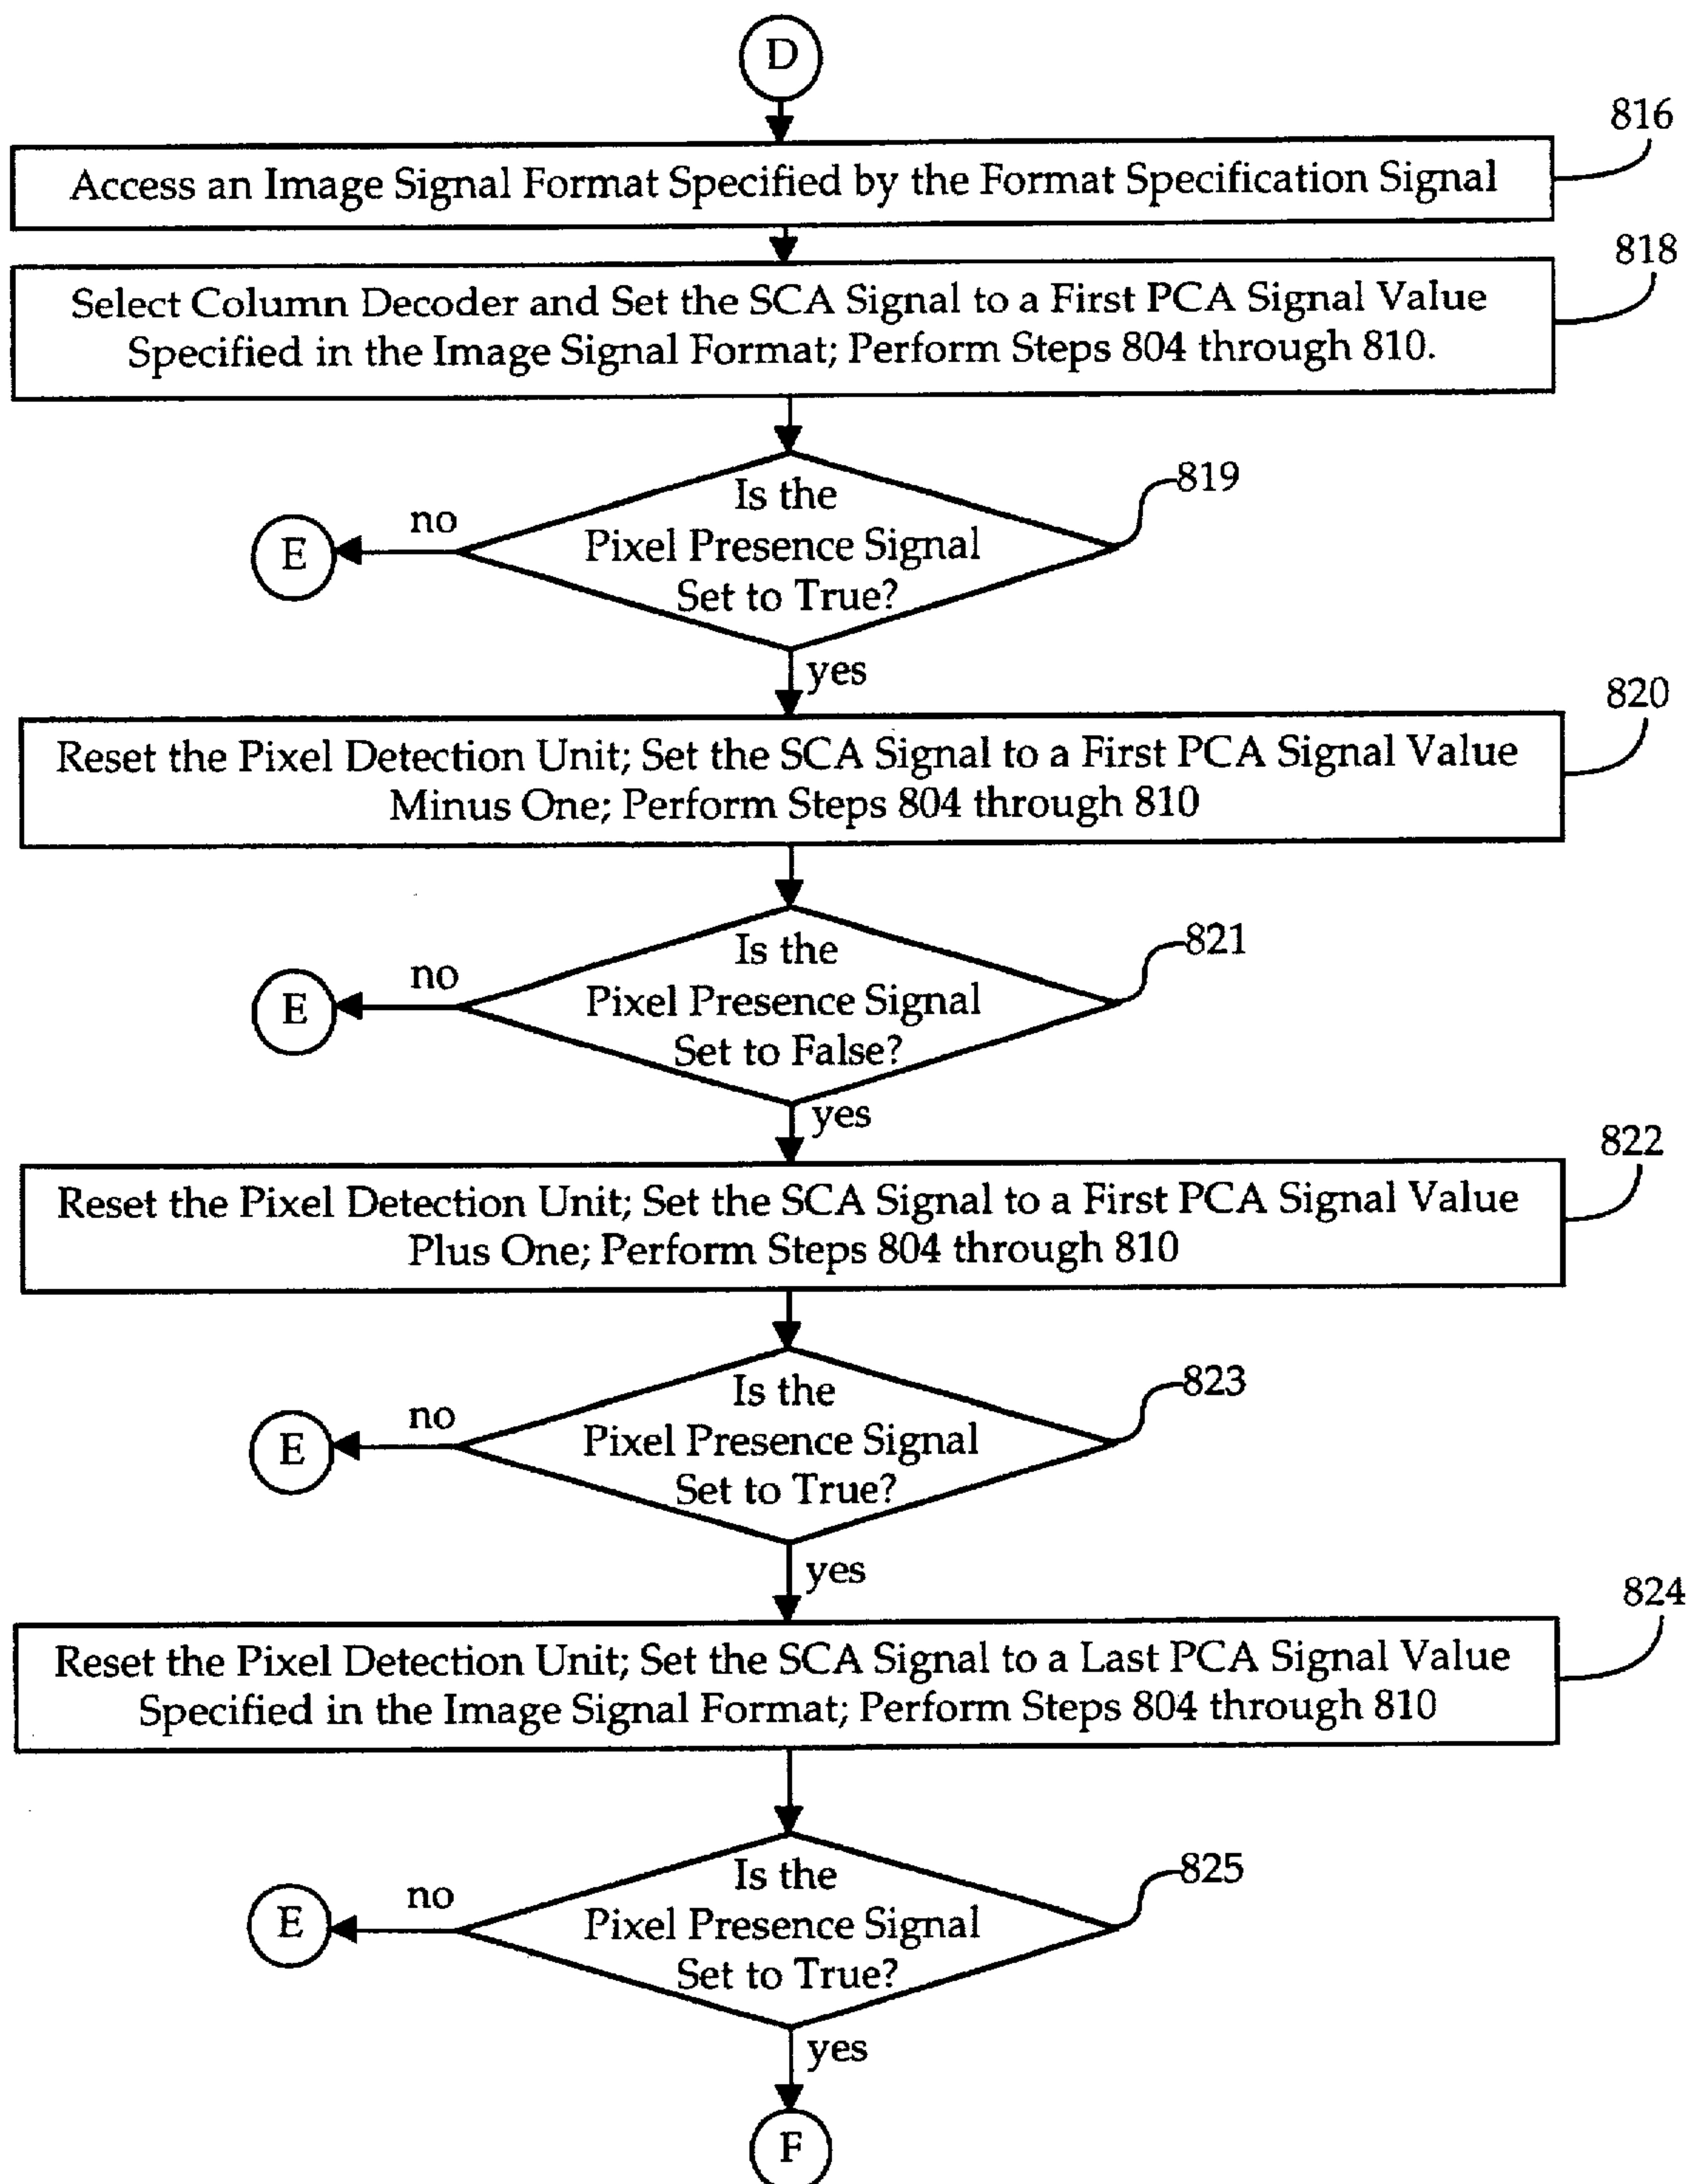 D
816
Access an Image Signal Format Specified by the Format Specification Signal
818
Select Column Decoder and Set the SCA Signal to a First PCA Signal Value
Specified in the Image Signal Format; Perform Steps 804 through 810.
819
Is the
Pixel Presence Signal
Set to True?
no
E
yes
820
Reset the Pixel Detection Unit; Set the SCA Signal to a First PCA Signal Value
Minus One; Perform Steps 804 through 810
821
Is the
Pixel Presence Signal
Set to False?
no
E
yes
822
Reset the Pixel Detection Unit; Set the SCA Signal to a First PCA Signal Value
Plus One; Perform Steps 804 through 810
823
Is the
Pixel Presence Signal
Set to True?
no
E
yes
824
Reset the Pixel Detection Unit; Set the SCA Signal to a Last PCA Signal Value
Specified in the Image Signal Format; Perform Steps 804 through 810
825
Is the
Pixel Presence Signal
Set to True?
no
E
yes
F